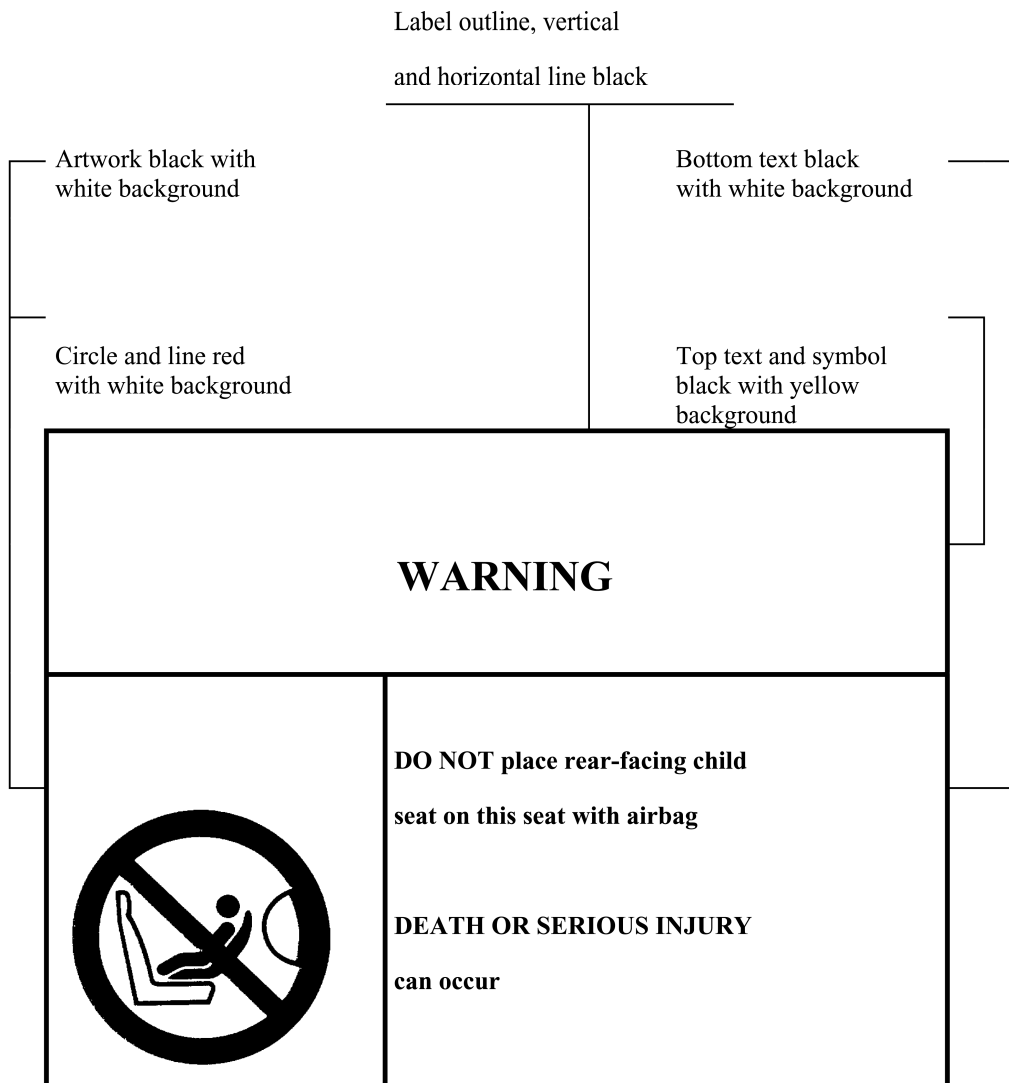 Label outline, vertical
and horizontal line black
Artwork black with
white background
Bottom text black
with white background
Circle and line red
with white background
Top text and symbol
black with yellow
background
WARNING
DO NOT place rear-facing child
seat on this seat with airbag
DEATH OR SERIOUS INJURY
can occur